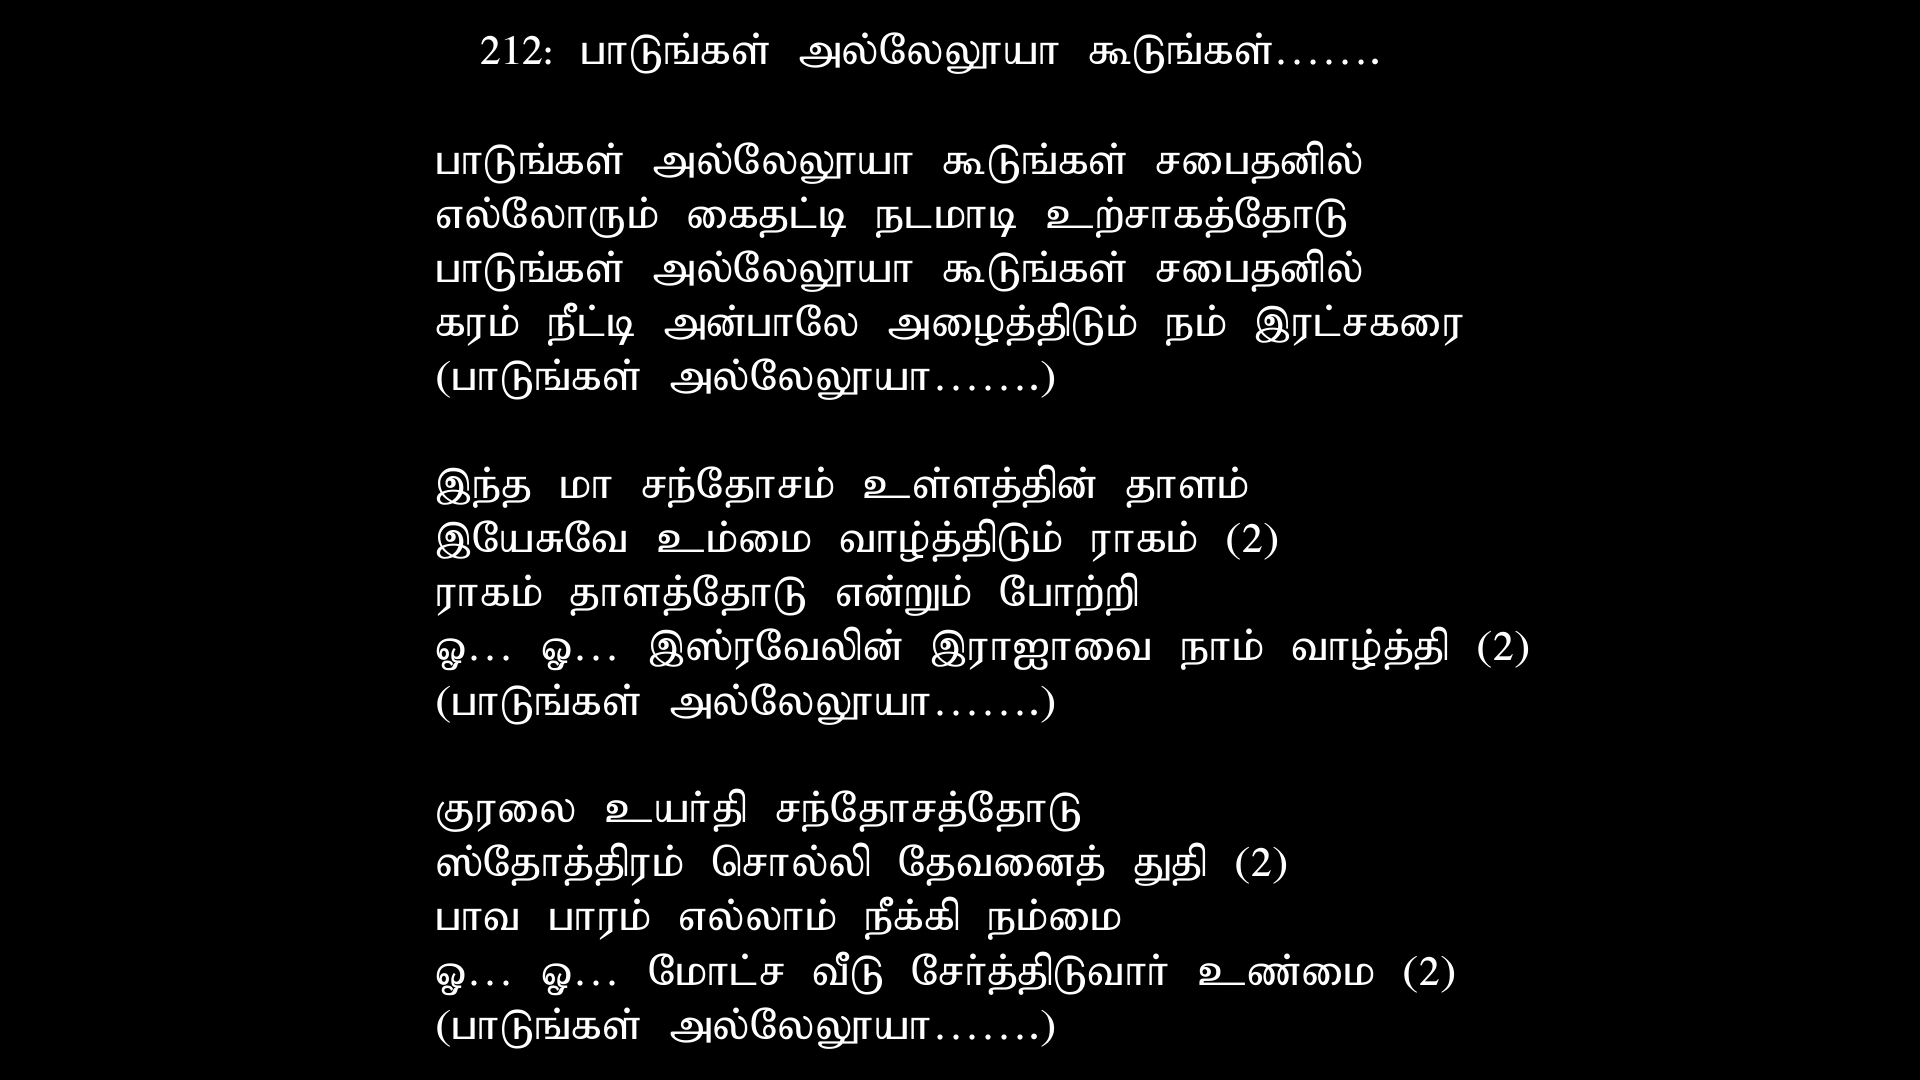 212: பாடுங்கள் அல்லேலூயா கூடுங்கள்.......
பாடுங்கள் அல்லேலூயா கூடுங்கள் சபைதனில்
எல்லோரும் கைதட்டி நடமாடி உற்சாகத்தோடு
பாடுங்கள் அல்லேலூயா கூடுங்கள் சபைதனில்
கரம் நீட்டி அன்பாலே அழைத்திடும் நம் இரட்சகரை
(பாடுங்கள் அல்லேலூயா.......)
இந்த மா சந்தோசம் உள்ளத்தின் தாளம்
இயேசுவே உம்மை வாழ்த்திடும் ராகம் (2)
ராகம் தாளத்தோடு என்றும் போற்றி
ஓ... ஓ... இஸ்ரவேலின் இராஜாவை நாம் வாழ்த்தி (2)
(பாடுங்கள் அல்லேலூயா.......)
குரலை உயர்தி சந்தோசத்தோடு
ஸ்தோத்திரம் சொல்லி தேவனைத் துதி (2)
பாவ பாரம் எல்லாம் நீக்கி நம்மை
ஓ... ஓ... மோட்ச வீடு சேர்த்திடுவார் உண்மை (2)
(பாடுங்கள் அல்லேலூயா.......)